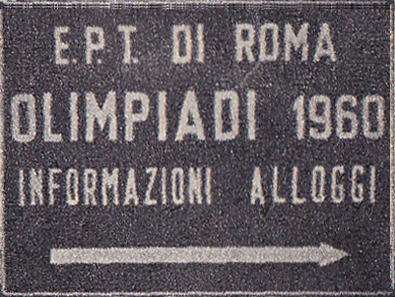 E.P.T. DI ROMA
OLIMPIADI 1960
INFORMAZIONI ALLOGGI